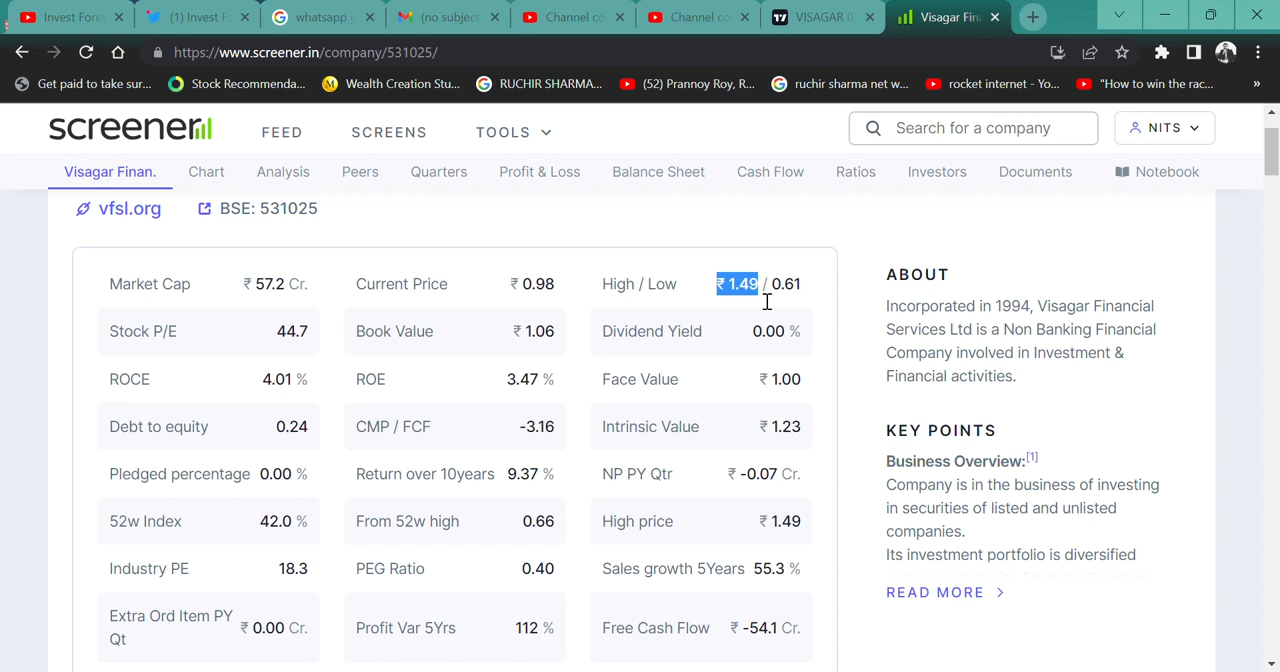 Invest Fore
(1) Invest F
whatsapp g
(no subject
Channel co
Channel co
VISAGAR 0.
Visagar Fin
https://www.screener.in/company/531025/
Get paid to take sur...
Stock Recommenda...
Wealth Creation Stu...
RUCHIR SHARMA...
(52) Prannoy Roy, R...
ruchir sharma net w...
rocket internet - Yo...
"How to win the rac...
»
screener
FEED
SCREENS
TOOLS
Search for a company
NITS
Visagar Finan.
Chart
Analysis
Peers
Quarters
Profit & Loss
Balance Sheet
Cash Flow
Ratios
Investors
Documents
Notebook
vfsl.org
BSE: 531025
Market Cap ₹ 57.2 Cr.
Current Price ₹ 0.98
High / Low ₹ 1.49 / 0.61
Stock P/E 44.7
Book Value ₹ 1.06
Dividend Yield 0.00 %
ROCE 4.01 %
ROE 3.47 %
Face Value ₹ 1.00
Debt to equity 0.24
CMP / FCF -3.16
Intrinsic Value ₹ 1.23
Pledged percentage 0.00 %
Return over 10years 9.37 %
NP PY Qtr ₹ -0.07 Cr.
52w Index 42.0 %
From 52w high 0.66
High price ₹ 1.49
Industry PE 18.3
PEG Ratio 0.40
Sales growth 5Years 55.3 %
Extra Ord Item PY
Qt ₹ 0.00 Cr.
Profit Var 5Yrs 112 %
Free Cash Flow ₹ -54.1 Cr.
ABOUT
Incorporated in 1994, Visagar Financial
Services Ltd is a Non Banking Financial
Company involved in Investment &
Financial activities.
KEY POINTS
Business Overview:[1]
Company is in the business of investing
in securities of listed and unlisted
companies.
Its investment portfolio is diversified
READ MORE